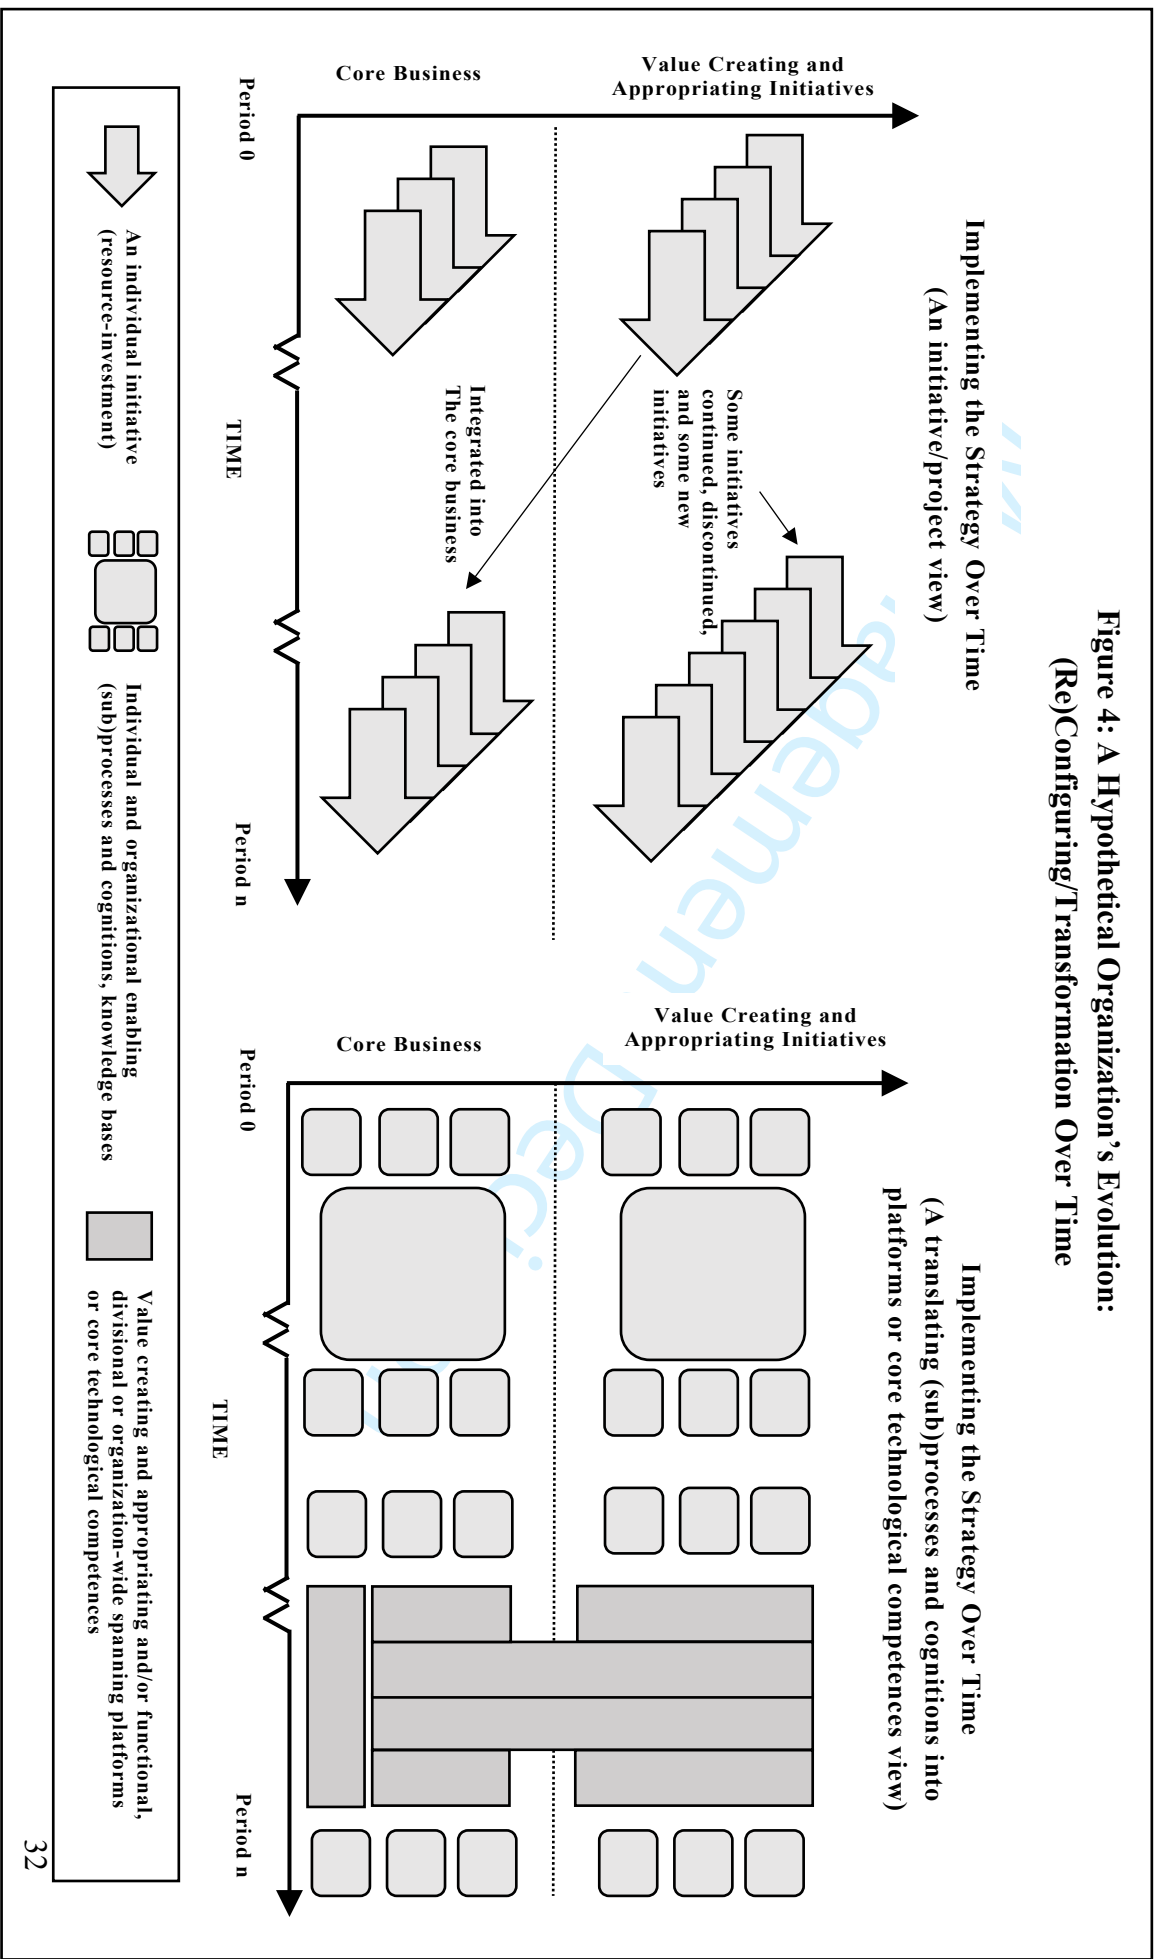 Figure 4: A Hypothetical Organization's Evolution:
(Re)Configuring/Transformation Over Time
Implementing the Strategy Over Time
(An initiative/project view)
Value Creating and
Appropriating Initiatives
Core Business
Some initiatives
continued, discontinued,
and some new
initiatives
Integrated into
The core business
Period 0
TIME
Period n
Implementing the Strategy Over Time
(A translating (sub)processes and cognitions into
platforms or core technological competences view)
Value Creating and
Appropriating Initiatives
Core Business
Period 0
TIME
Period n
An individual initiative
(resource-investment)
Individual and organizational enabling
(sub)processes and cognitions, knowledge bases
Value creating and appropriating and/or functional,
divisional or organization-wide spanning platforms
or core technological competences
32